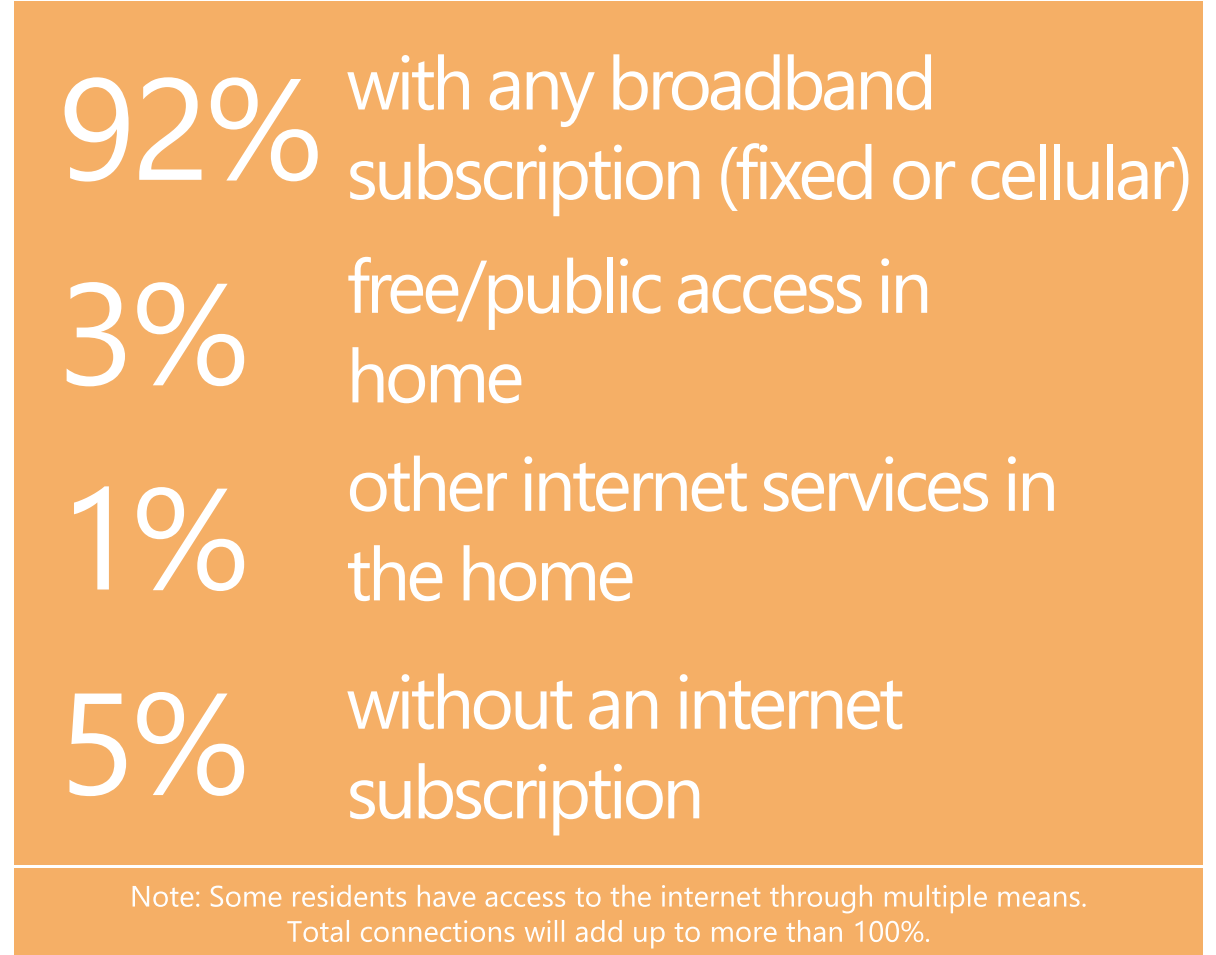 92% with any broadband
subscription (fixed or cellular)
3% free/public access in
home
1% other internet services in
the home
5% without an internet
subscription
Note: Some residents have access to the internet through multiple means.
Total connections will add up to more than 100%.